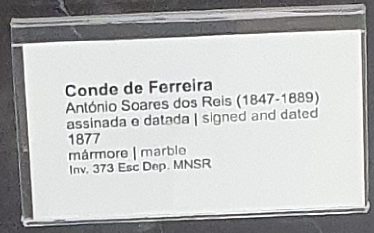 Conde de Ferreira
António Soares dos Reis (1847-1889)
assinada e datada | signed and dated
1877
mármore | marble
Inv. 373 Esc Dep. MNSR